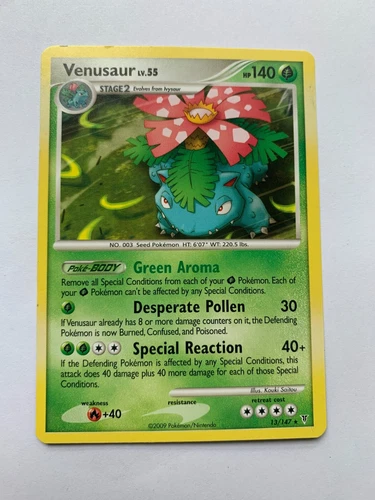 Venusaur LV.55 HP 140
STAGE 2 Evolves from Ivysaur
NO. 003 Seed Pokémon HT: 6'07" WT: 220.5 lbs.
Poké-BODY Green Aroma
Remove all Special Conditions from each of your Pokémon. Each of
your Pokémon can't be affected by any Special Conditions.
Desperate Pollen 30
If Venusaur already has 8 or more damage counters on it, the Defending
Pokémon is now Burned, Confused, and Poisoned.
Special Reaction 40+
If the Defending Pokémon is affected by any Special Conditions, this
attack does 40 damage plus 40 more damage for each of those Special
Conditions.
Illus. Kouki Saitou
weakness resistance retreat cost
+40
©2009 Pokémon/Nintendo 13/147